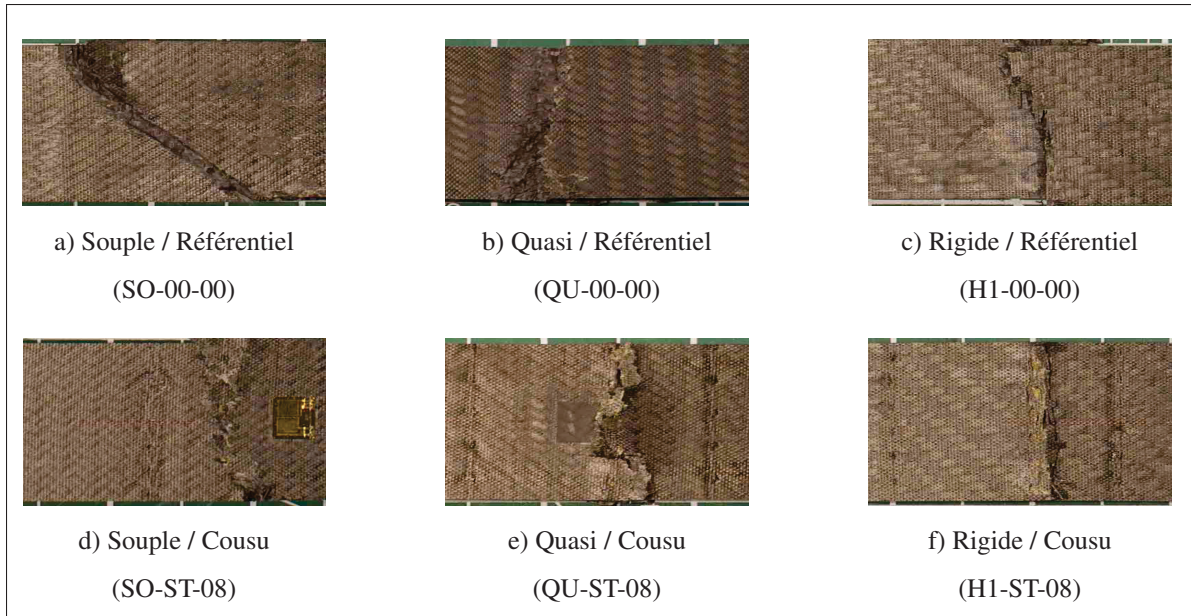 a) Souple / Référentiel
(SO-00-00)
b) Quasi / Référentiel
(QU-00-00)
c) Rigide / Référentiel
(H1-00-00)
d) Souple / Cousu
(SO-ST-08)
e) Quasi / Cousu
(QU-ST-08)
f) Rigide / Cousu
(H1-ST-08)